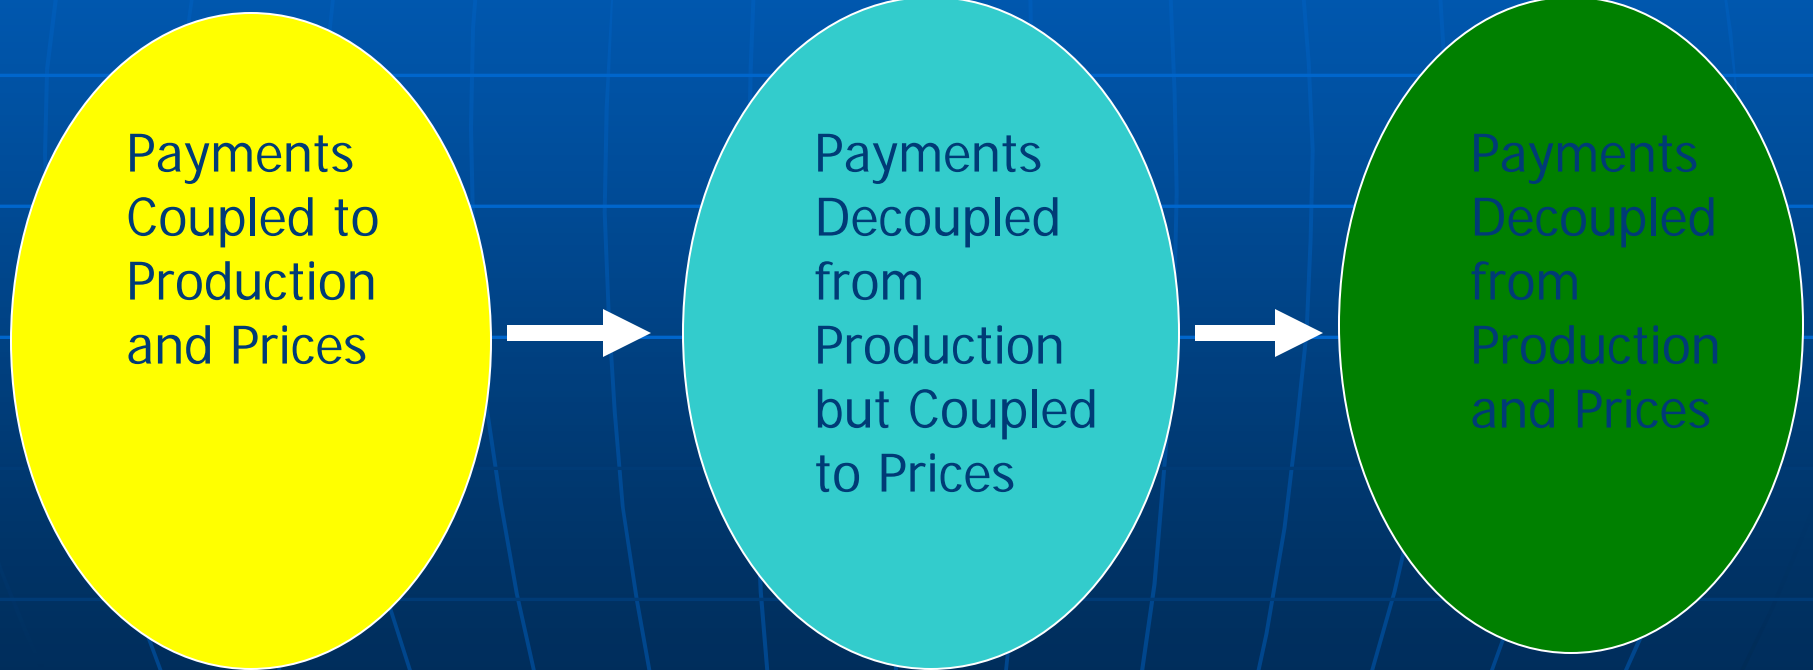 Payments
Coupled to
Production
and Prices
Payments
Decoupled
from
Production
but Coupled
to Prices
Payments
Decoupled
from
Production
and Prices